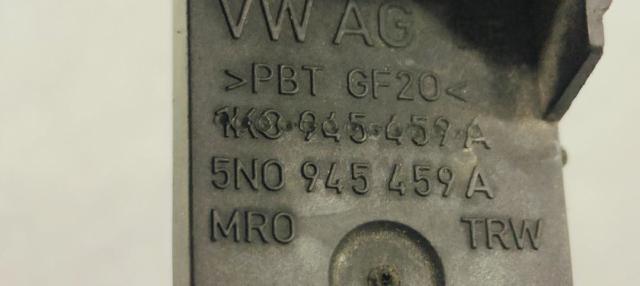 VW AG
>PBT GF20<
1K8 945 459 A
5N0 945 459 A
MRO TRW